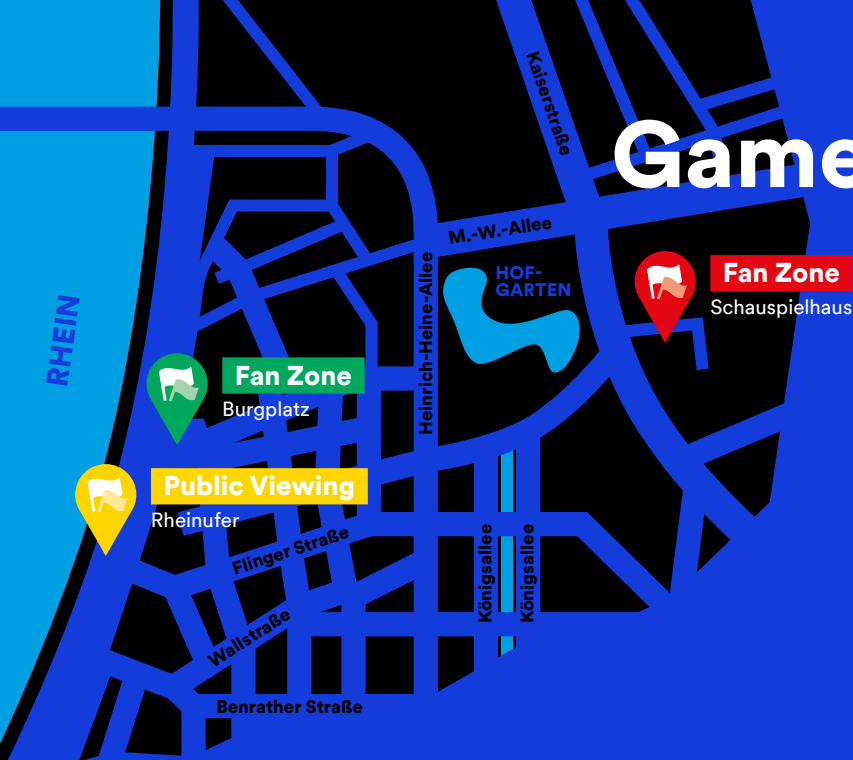 Kaiserstraße
Game
M.-W.-Allee
HOF-
GARTEN
Heinrich-Heine-Allee
Fan Zone
Schauspielhaus
RHEIN
Fan Zone
Burgplatz
Public Viewing
Rheinufer
Flinger Straße
Königsallee
Königsallee
Wallstraße
Benrather Straße